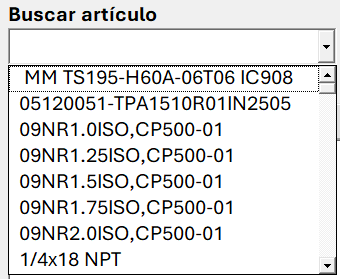 Buscar artículo
MM TS195-H60A-06T06 IC908
05120051-TPA1510R01IN2505
09NR1.0ISO,CP500-01
09NR1.25ISO,CP500-01
09NR1.5ISO,CP500-01
09NR1.75ISO,CP500-01
09NR2.0ISO,CP500-01
1/4x18 NPT